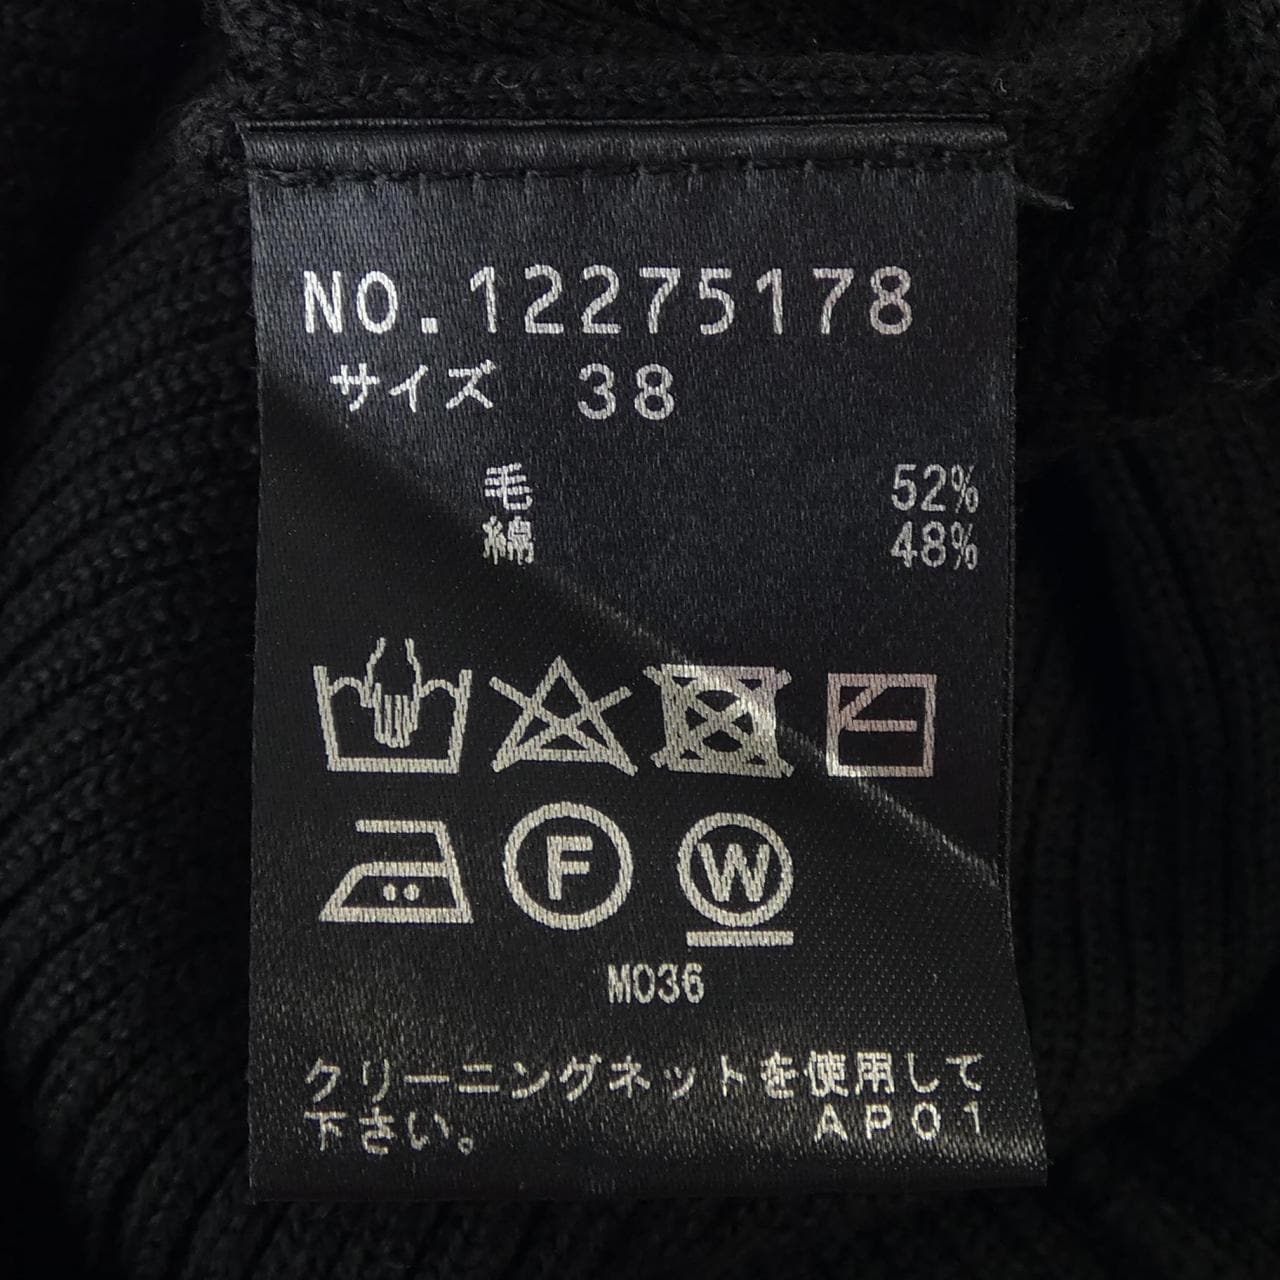 NO.12275178
サイズ 38
毛 52%
綿 48%
F W
M036
クリーニングネットを使用して
下さい。 AP01